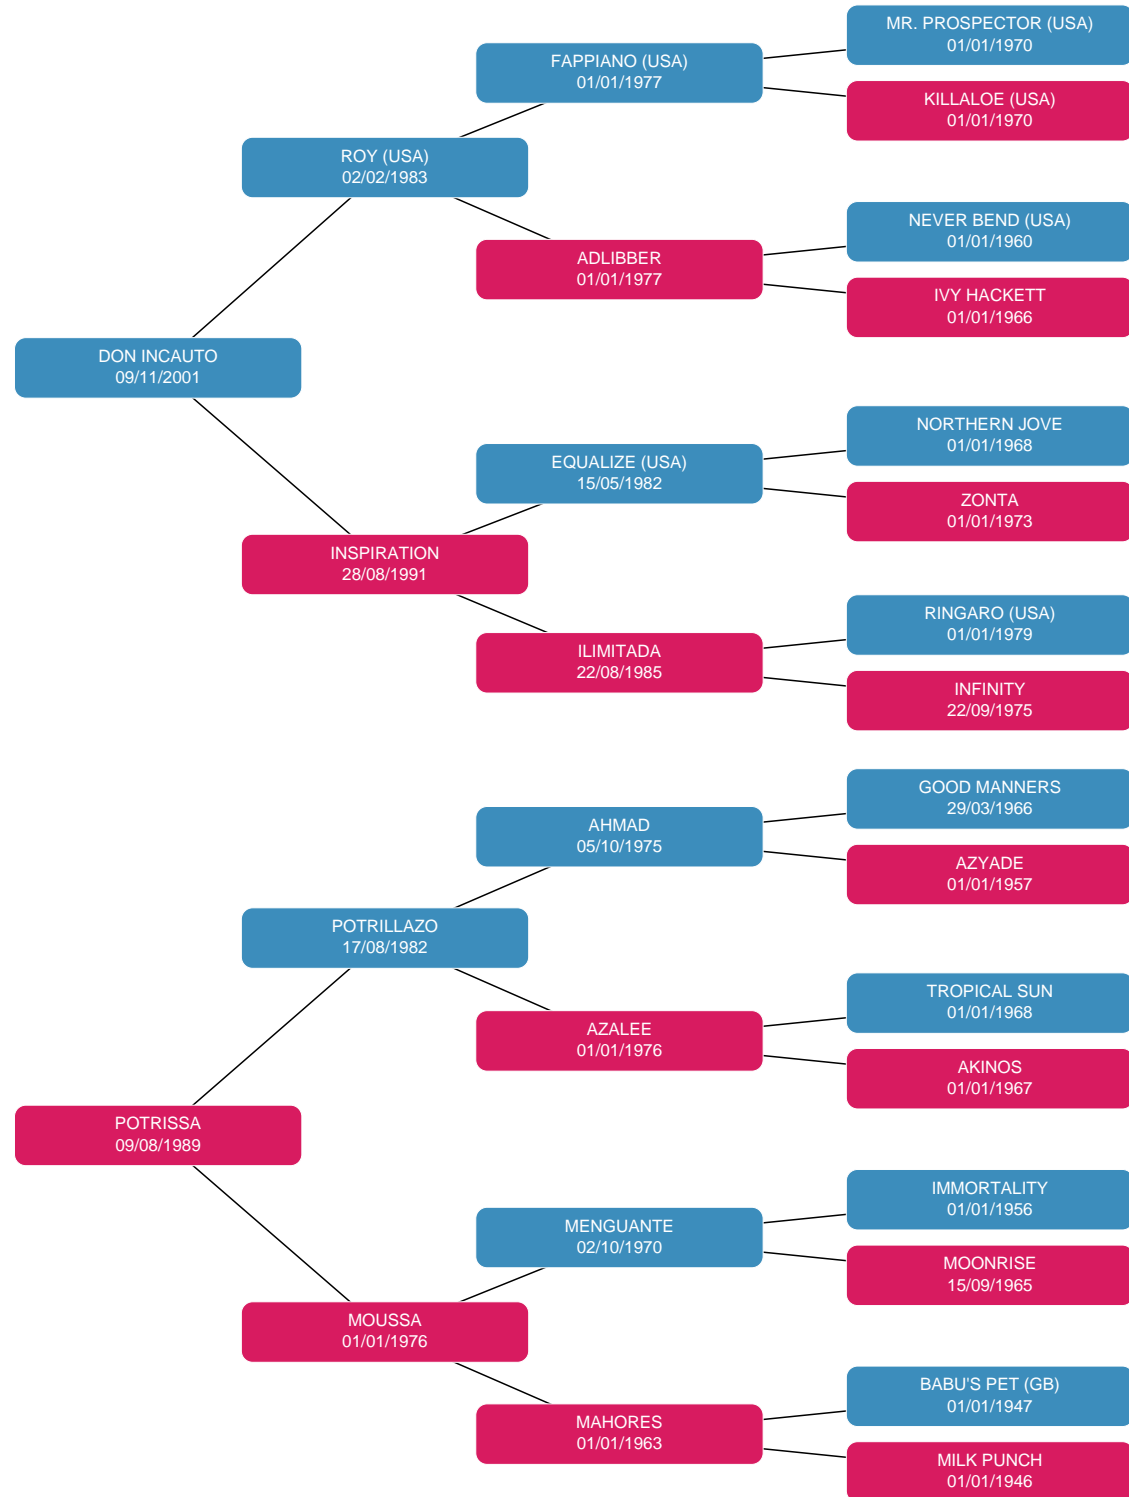 MR. PROSPECTOR (USA)
01/01/1970
FAPPIANO (USA)
01/01/1977
KILLALOE (USA)
01/01/1970
ROY (USA)
02/02/1983
NEVER BEND (USA)
01/01/1960
ADLIBBER
01/01/1977
IVY HACKETT
01/01/1966
DON INCAUTO
09/11/2001
NORTHERN JOVE
01/01/1968
EQUALIZE (USA)
15/05/1982
ZONTA
01/01/1973
INSPIRATION
28/08/1991
RINGARO (USA)
01/01/1979
ILIMITADA
22/08/1985
INFINITY
22/09/1975
GOOD MANNERS
29/03/1966
AHMAD
05/10/1975
AZYADE
01/01/1957
POTRILLAZO
17/08/1982
TROPICAL SUN
01/01/1968
AZALEE
01/01/1976
AKINOS
01/01/1967
POTRISSA
09/08/1989
IMMORTALITY
01/01/1956
MENGUANTE
02/10/1970
MOONRISE
15/09/1965
MOUSSA
01/01/1976
BABU'S PET (GB)
01/01/1947
MAHORES
01/01/1963
MILK PUNCH
01/01/1946